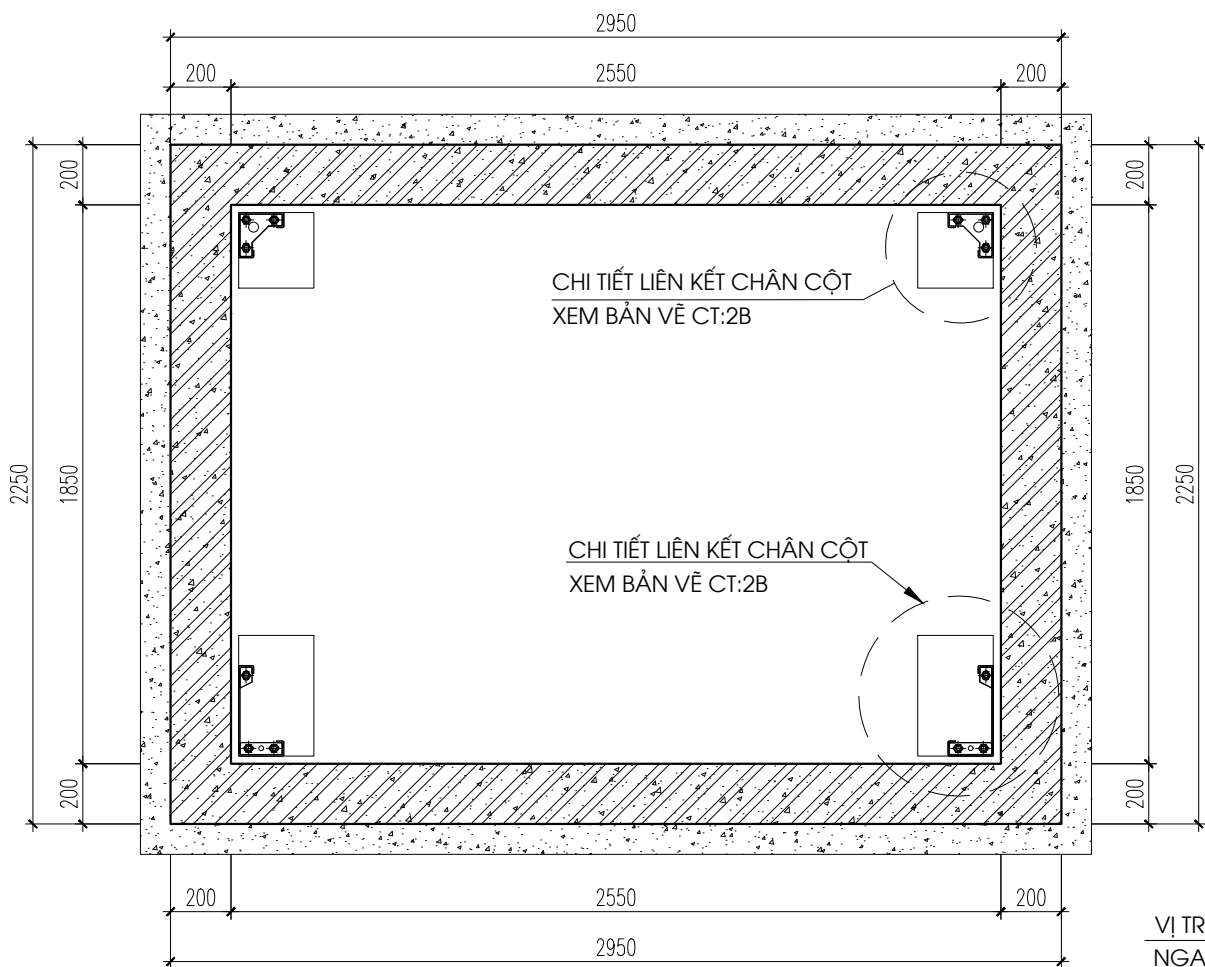 2950
200 2550 200
200
200
CHI TIẾT LIÊN KẾT CHÂN CỘT
XEM BẢN VẼ CT:2B
2250
1850
1850
2250
CHI TIẾT LIÊN KẾT CHÂN CỘT
XEM BẢN VẼ CT:2B
200
200
200 2550 200
2950
VỊ TR
NGA